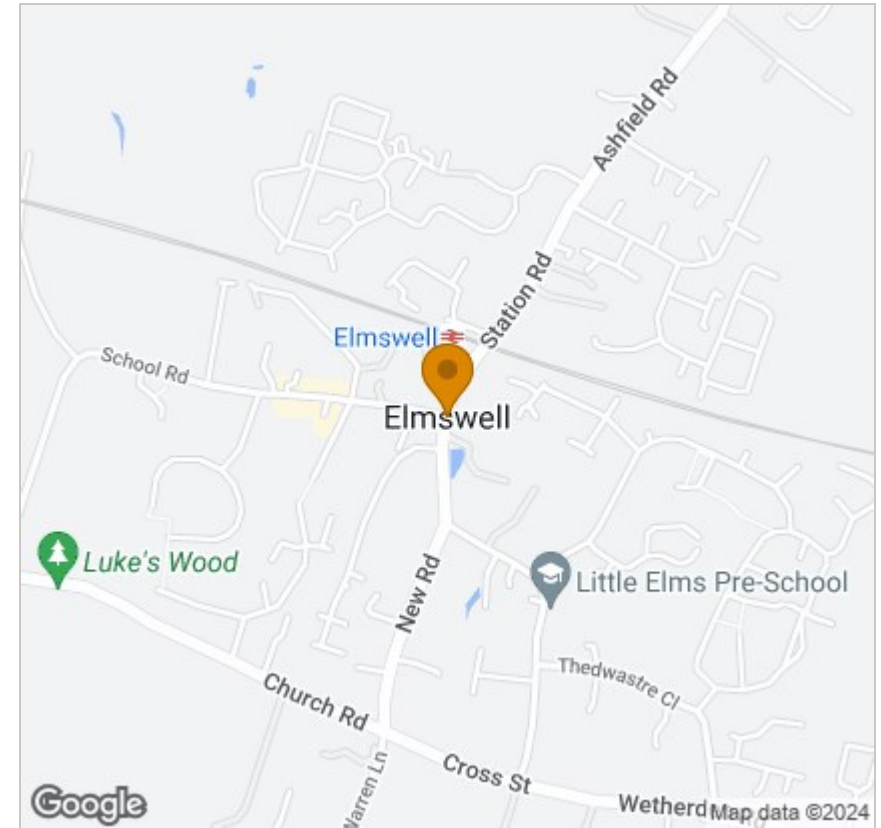 Ashfield Rd
Station Rd
Elmswell
School Rd
Elmswell
Luke's Wood
Little Elms Pre-School
New Rd
Thedwastre Cl
Church Rd
Cross St
Warren Ln
Wetherd
Google
Map data ©2024